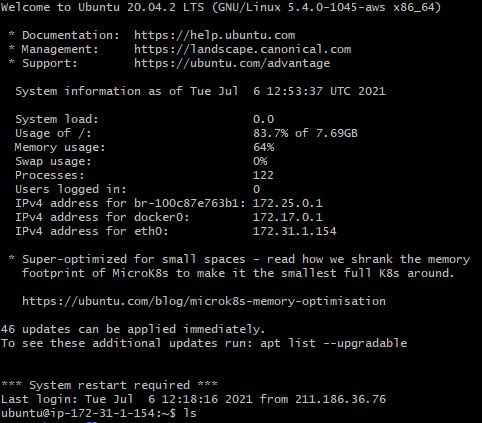 Welcome to Ubuntu 20.04.2 LTS (GNU/Linux 5.4.0-1045-aws x86_64)
* Documentation: https://help.ubuntu.com
* Management: https://landscape.canonical.com
* Support: https://ubuntu.com/advantage
System information as of Tue Jul 6 12:53:37 UTC 2021
System load: 0.0
Usage of /: 83.7% of 7.69GB
Memory usage: 64%
Swap usage: 0%
Processes: 122
Users logged in: 0
IPv4 address for br-100c87e763b1: 172.25.0.1
IPv4 address for docker0: 172.17.0.1
IPv4 address for eth0: 172.31.1.154
* Super-optimized for small spaces - read how we shrank the memory
footprint of MicroK8s to make it the smallest full K8s around.
https://ubuntu.com/blog/microk8s-memory-optimisation
46 updates can be applied immediately.
To see these additional updates run: apt list --upgradable
*** System restart required ***
Last login: Tue Jul 6 12:18:16 2021 from 211.186.36.76
ubuntu@ip-172-31-1-154:~$ ls